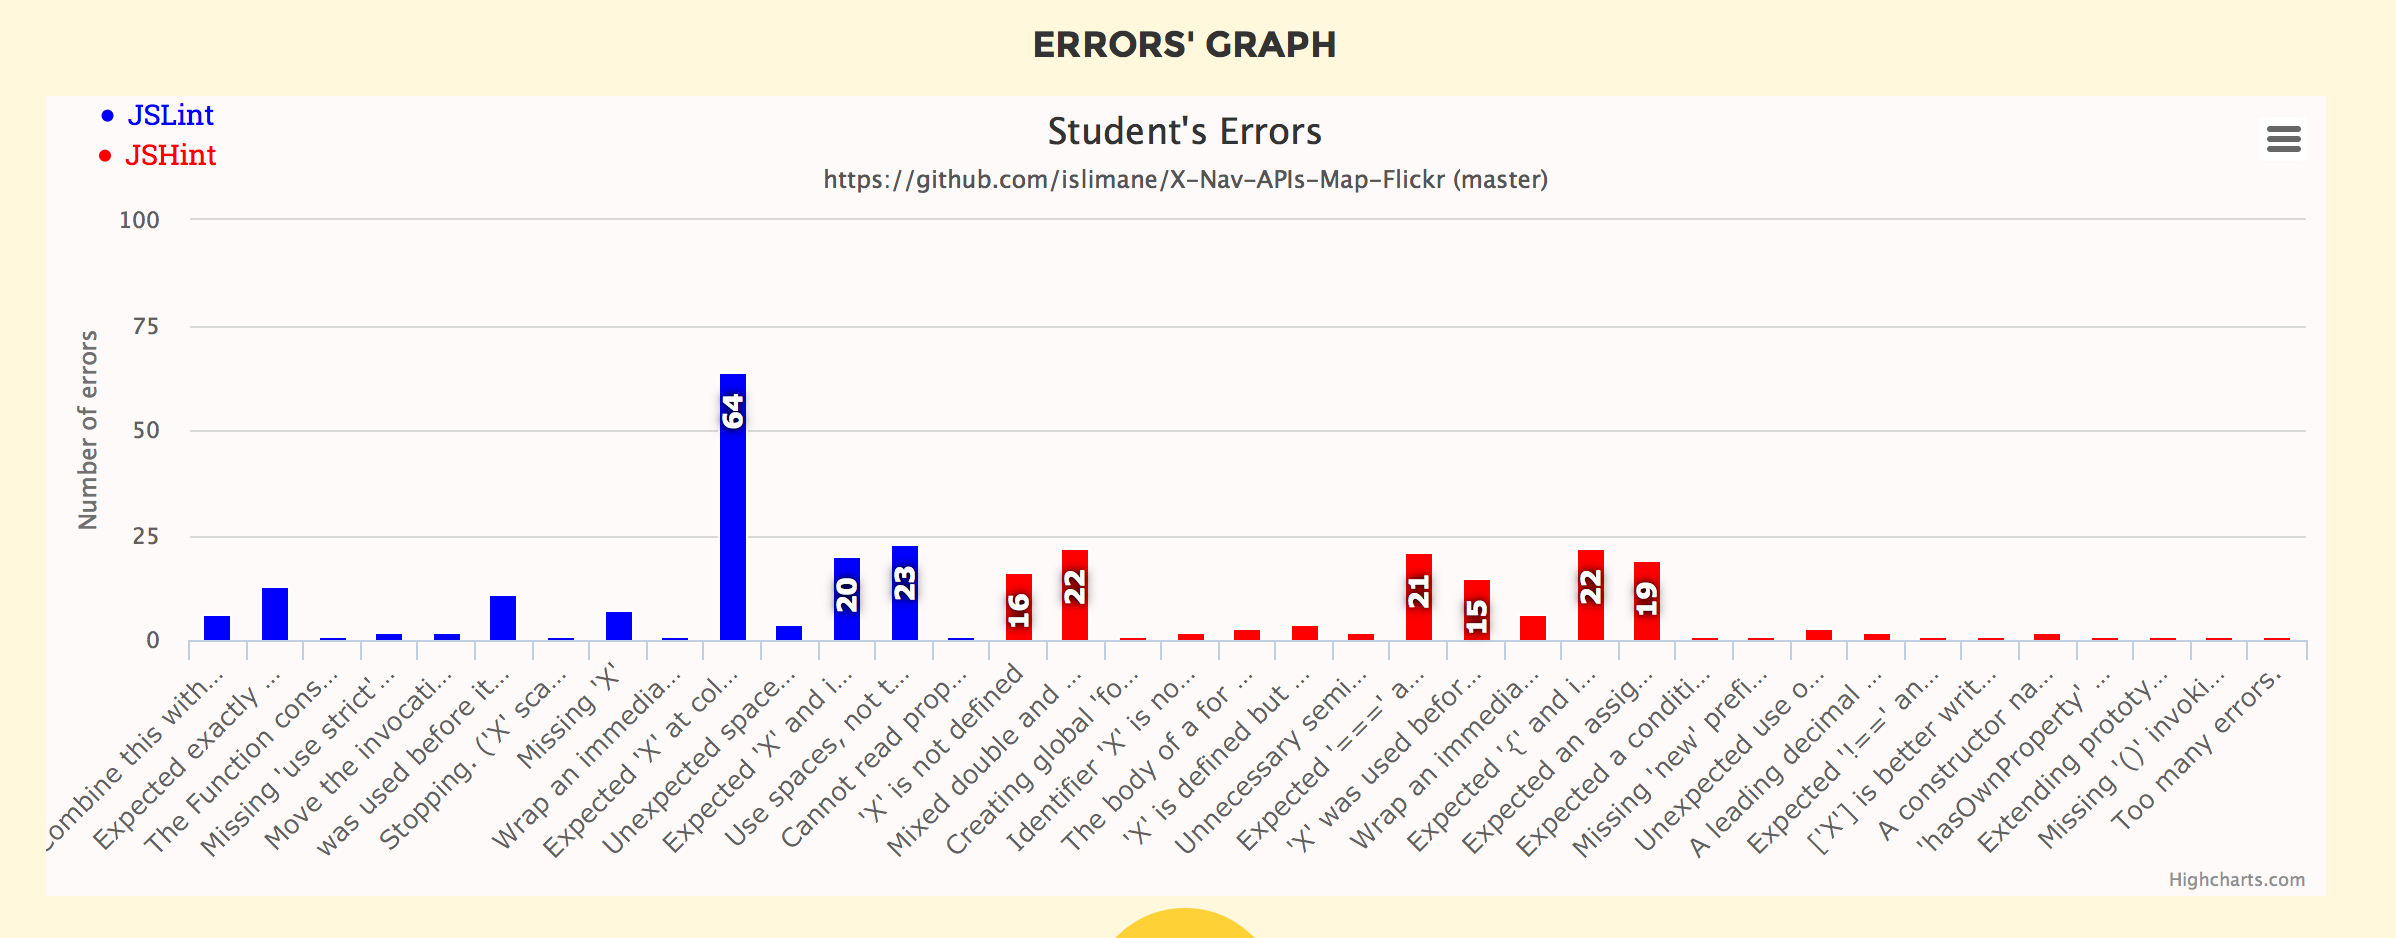 ERRORS' GRAPH
JSLint
JSHint
Student's Errors
https://github.com/islimane/X-Nav-APIs-Map-Flickr (master)
Number of errors
100
75
50
25
0
64
20
23
16
22
21
15
22
19
ombine this with...
Expected exactly ...
The Function cons...
Missing 'use strict' ...
Move the invocati...
was used before it...
Stopping. ('X' sca...
Missing 'X'
Wrap an immedia...
Expected 'X' at col...
Unexpected space...
Expected 'X' and i...
Use spaces, not t...
Cannot read prop...
'X' is not defined
Mixed double and ...
Creating global 'fo...
Identifier 'X' is no...
The body of a for ...
'X' is defined but ...
Unnecessary semi...
Expected '===' a...
'X' was used befor...
Wrap an immedia...
Expected '{' and i...
Expected an assig...
Expected a conditi...
Missing 'new' prefi...
Unexpected use o...
A leading decimal ...
Expected '!==' an...
['X'] is better writ...
A constructor na...
'hasOwnProperty' ...
Extending prototy...
Missing '()' invoki...
Too many errors.
Highcharts.com